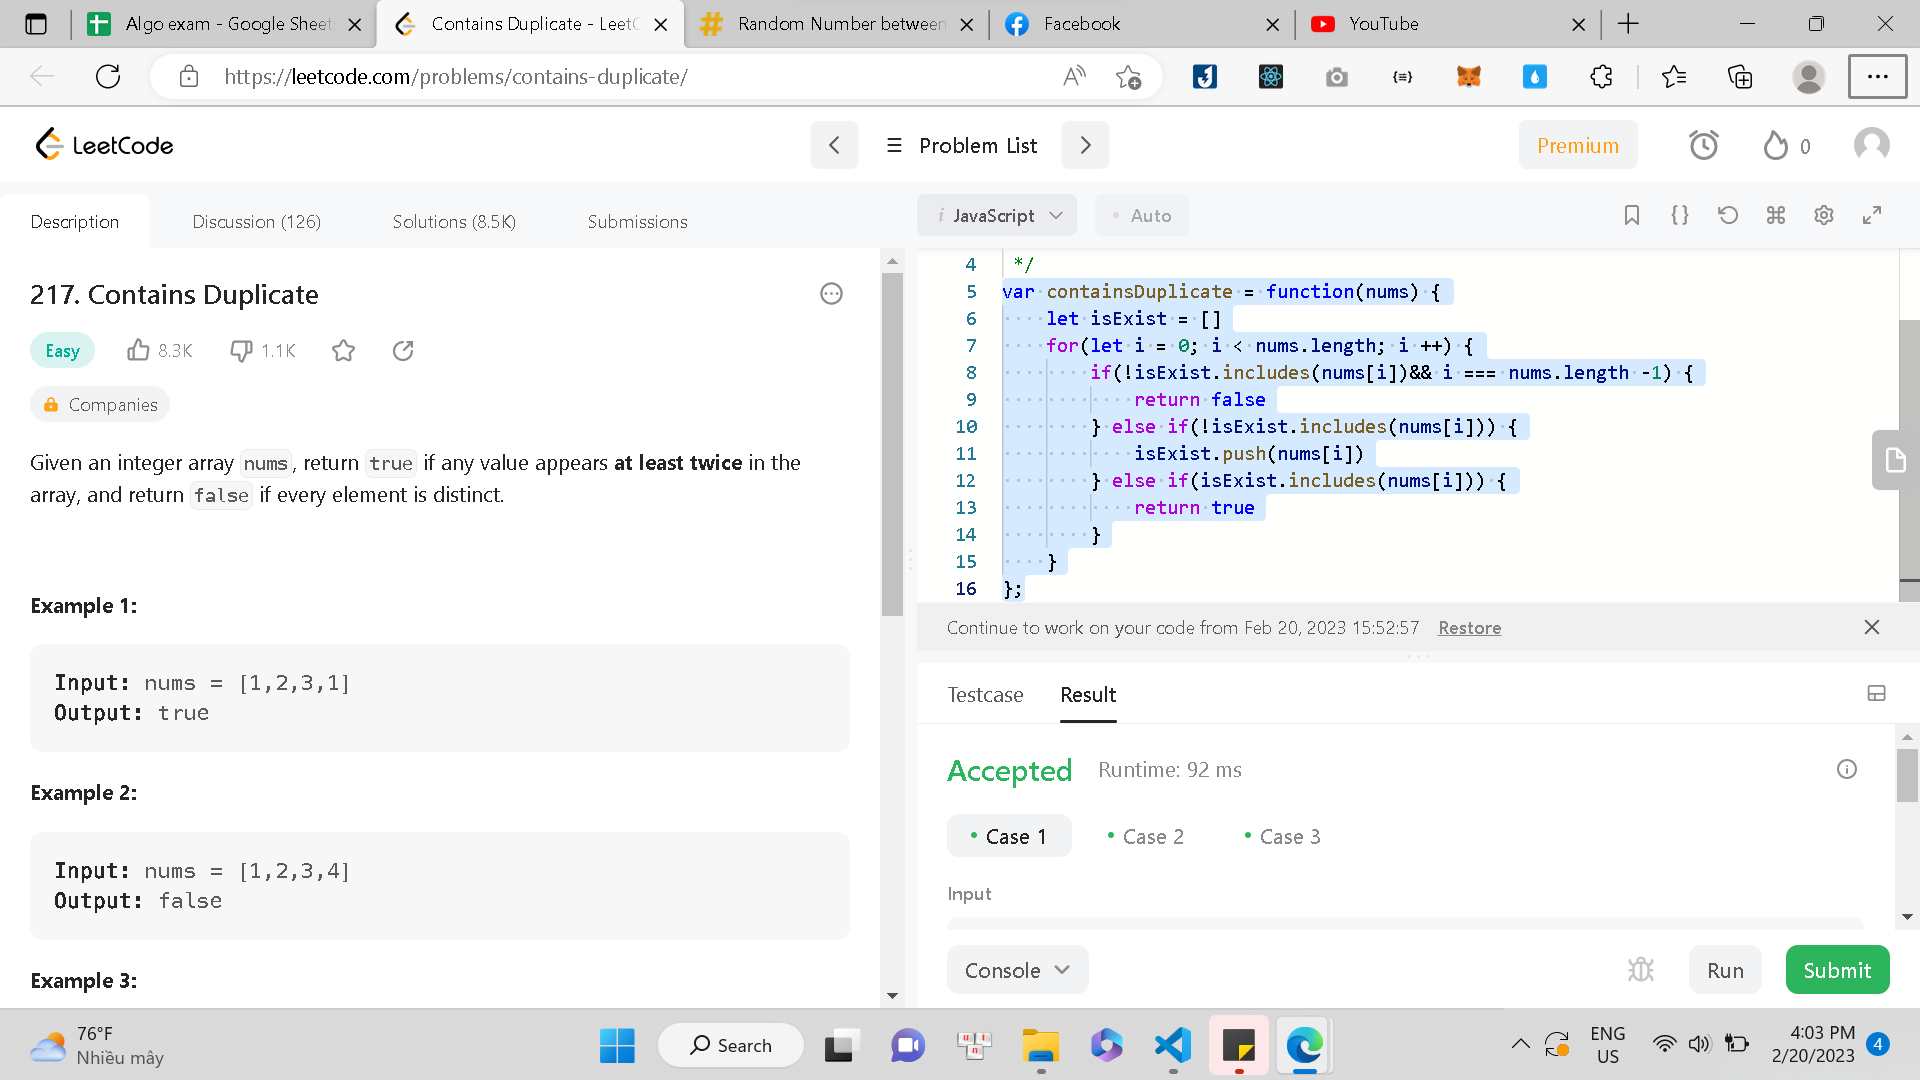 Algo exam - Google Sheet
Contains Duplicate - LeetC
Random Number between
Facebook
YouTube
https://leetcode.com/problems/contains-duplicate/
LeetCode
Problem List
Premium
0
Description
Discussion (126)
Solutions (8.5K)
Submissions
217. Contains Duplicate
Easy
8.3K
1.1K
Companies
Given an integer array nums, return true if any value appears at least twice in the
array, and return false if every element is distinct.
Example 1:
Input: nums = [1,2,3,1]
Output: true
Example 2:
Input: nums = [1,2,3,4]
Output: false
Example 3:
i JavaScript
Auto
4 */
5 var containsDuplicate = function(nums) {
6 let isExist = []
7 for(let i = 0; i < nums.length; i ++) {
8 if(!isExist.includes(nums[i])&& i === nums.length -1) {
9 return false
10 } else if(!isExist.includes(nums[i])) {
11 isExist.push(nums[i])
12 } else if(isExist.includes(nums[i])) {
13 return true
14 }
15 }
16 };
Continue to work on your code from Feb 20, 2023 15:52:57 Restore
Testcase
Result
Accepted
Runtime: 92 ms
Case 1
Case 2
Case 3
Input
Console
Run
Submit
76°F
Nhiều mây
Search
ENG
US
4:03 PM
2/20/2023
4